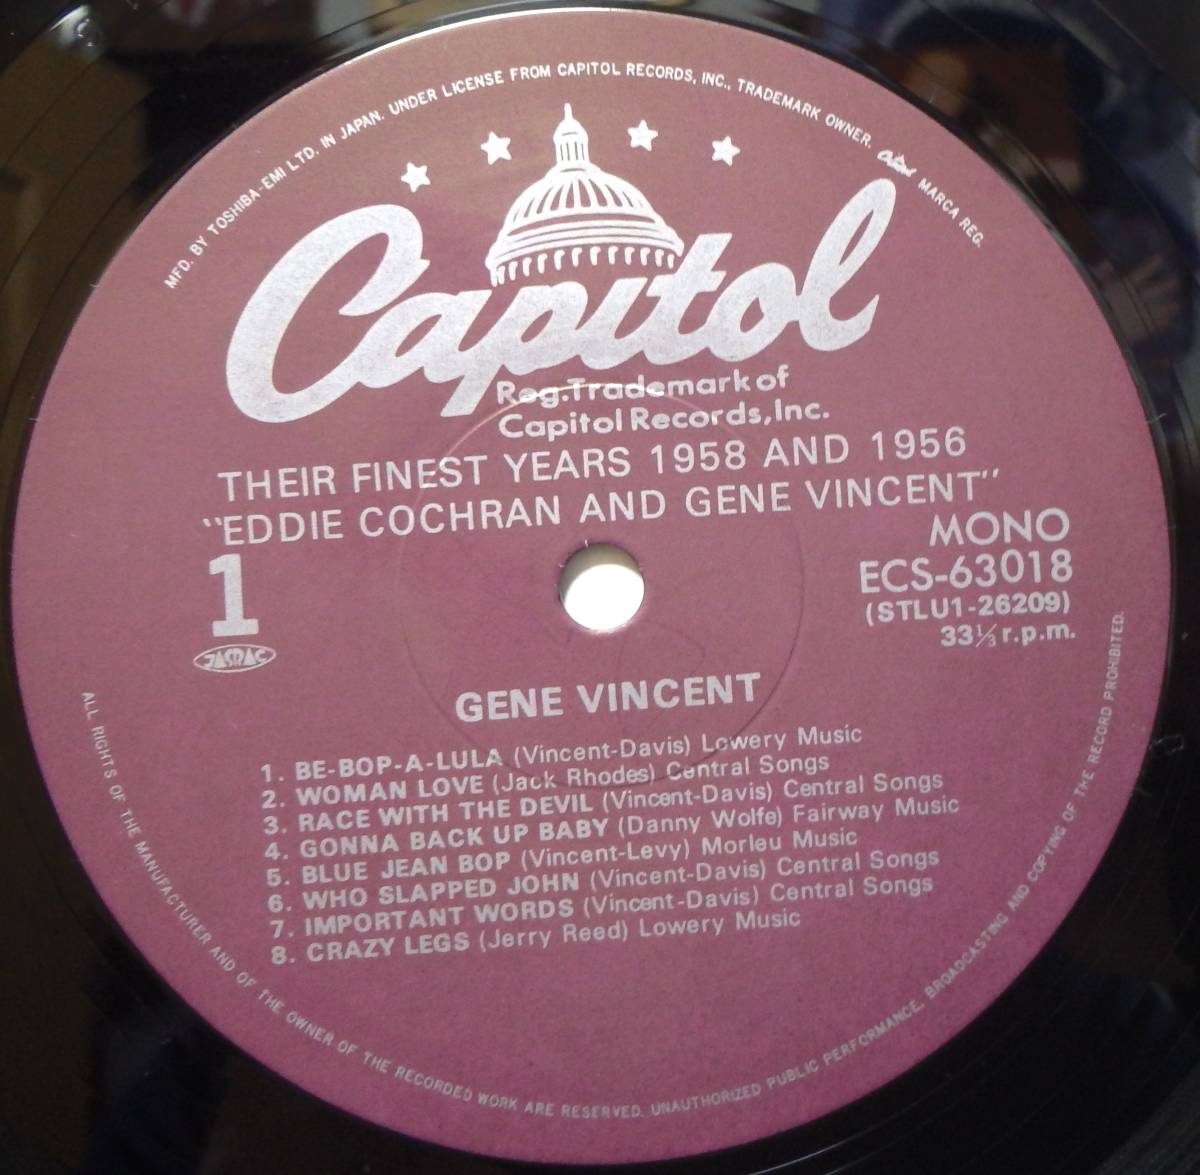 MFD. BY TOSHIBA-EMI LTD. IN JAPAN. UNDER LICENSE FROM CAPITOL RECORDS, INC., TRADEMARK OWNER. Capitol MARCA REG.
Capitol
Reg. Trademark of
Capitol Records, Inc.
THEIR FINEST YEARS 1958 AND 1956
"EDDIE COCHRAN AND GENE VINCENT"
MONO
1
ECS-63018
(STLU1-26209)
33⅓ r.p.m.
JASRAC
GENE VINCENT
1. BE-BOP-A-LULA (Vincent-Davis) Lowery Music
2. WOMAN LOVE (Jack Rhodes) Central Songs
3. RACE WITH THE DEVIL (Vincent-Davis) Central Songs
4. GONNA BACK UP BABY (Danny Wolfe) Fairway Music
5. BLUE JEAN BOP (Vincent-Levy) Morleu Music
6. WHO SLAPPED JOHN (Vincent-Davis) Central Songs
7. IMPORTANT WORDS (Vincent-Davis) Central Songs
8. CRAZY LEGS (Jerry Reed) Lowery Music
ALL RIGHTS OF THE MANUFACTURER AND OF THE OWNER OF THE RECORDED WORK ARE RESERVED. UNAUTHORIZED PUBLIC PERFORMANCE, BROADCASTING AND COPYING OF THE RECORD PROHIBITED.